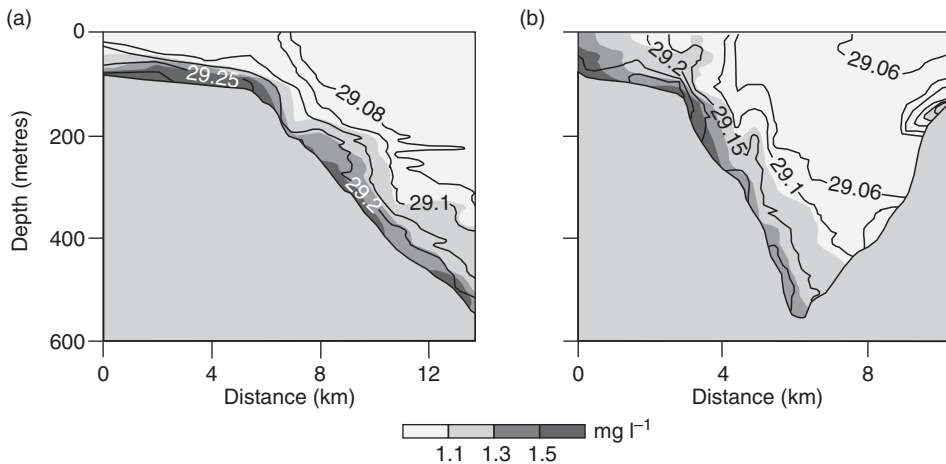 (a)
0
200
400
600
Depth (metres)
29.25
29.08
29.2
29.1
0 4 8 12
Distance (km)
(b)
29.2
29.15
29.1
29.06
29.06
0 4 8
Distance (km)
1.1 1.3 1.5
mg l⁻¹